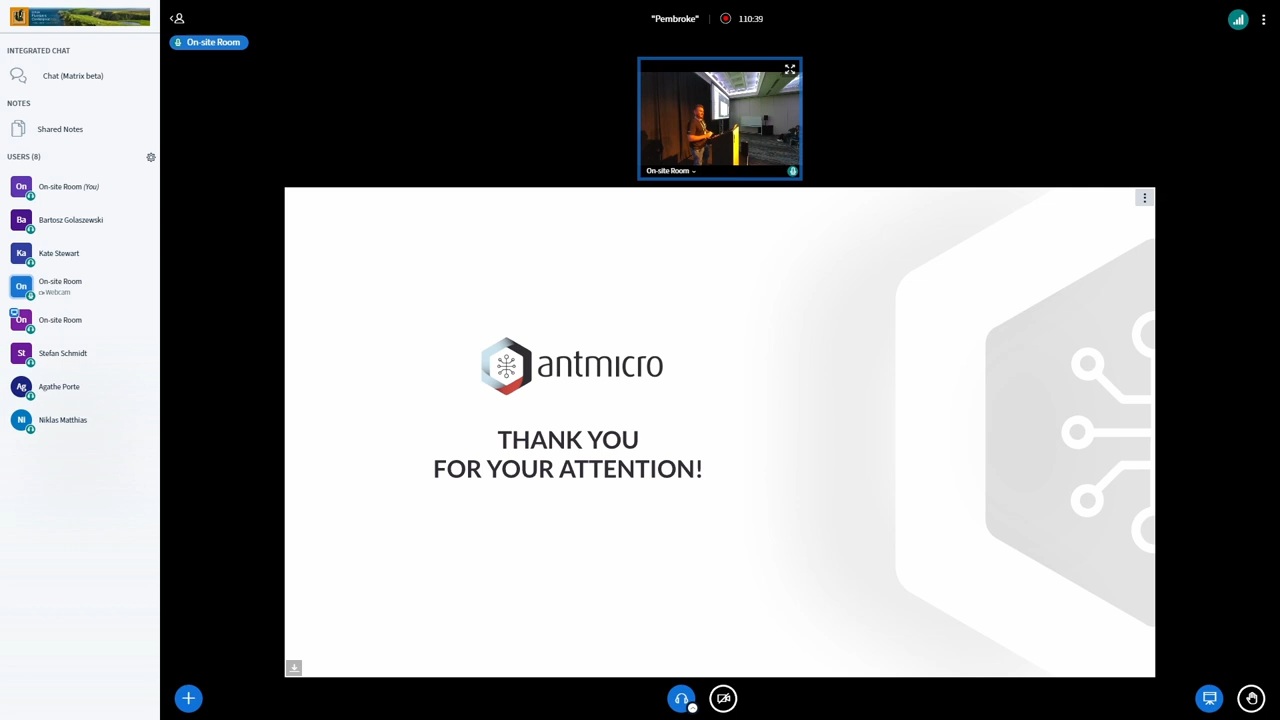 "Pembroke"
110:39
On-site Room
INTEGRATED CHAT
Chat (Matrix beta)
NOTES
Shared Notes
USERS (8)
On
On-site Room (You)
Ba
Bartosz Golaszewski
Ka
Kate Stewart
On
On-site Room
Webcam
On
On-site Room
St
Stefan Schmidt
Ag
Agathe Porte
Ni
Niklas Matthias
On-site Room
antmicro
THANK YOU
FOR YOUR ATTENTION!